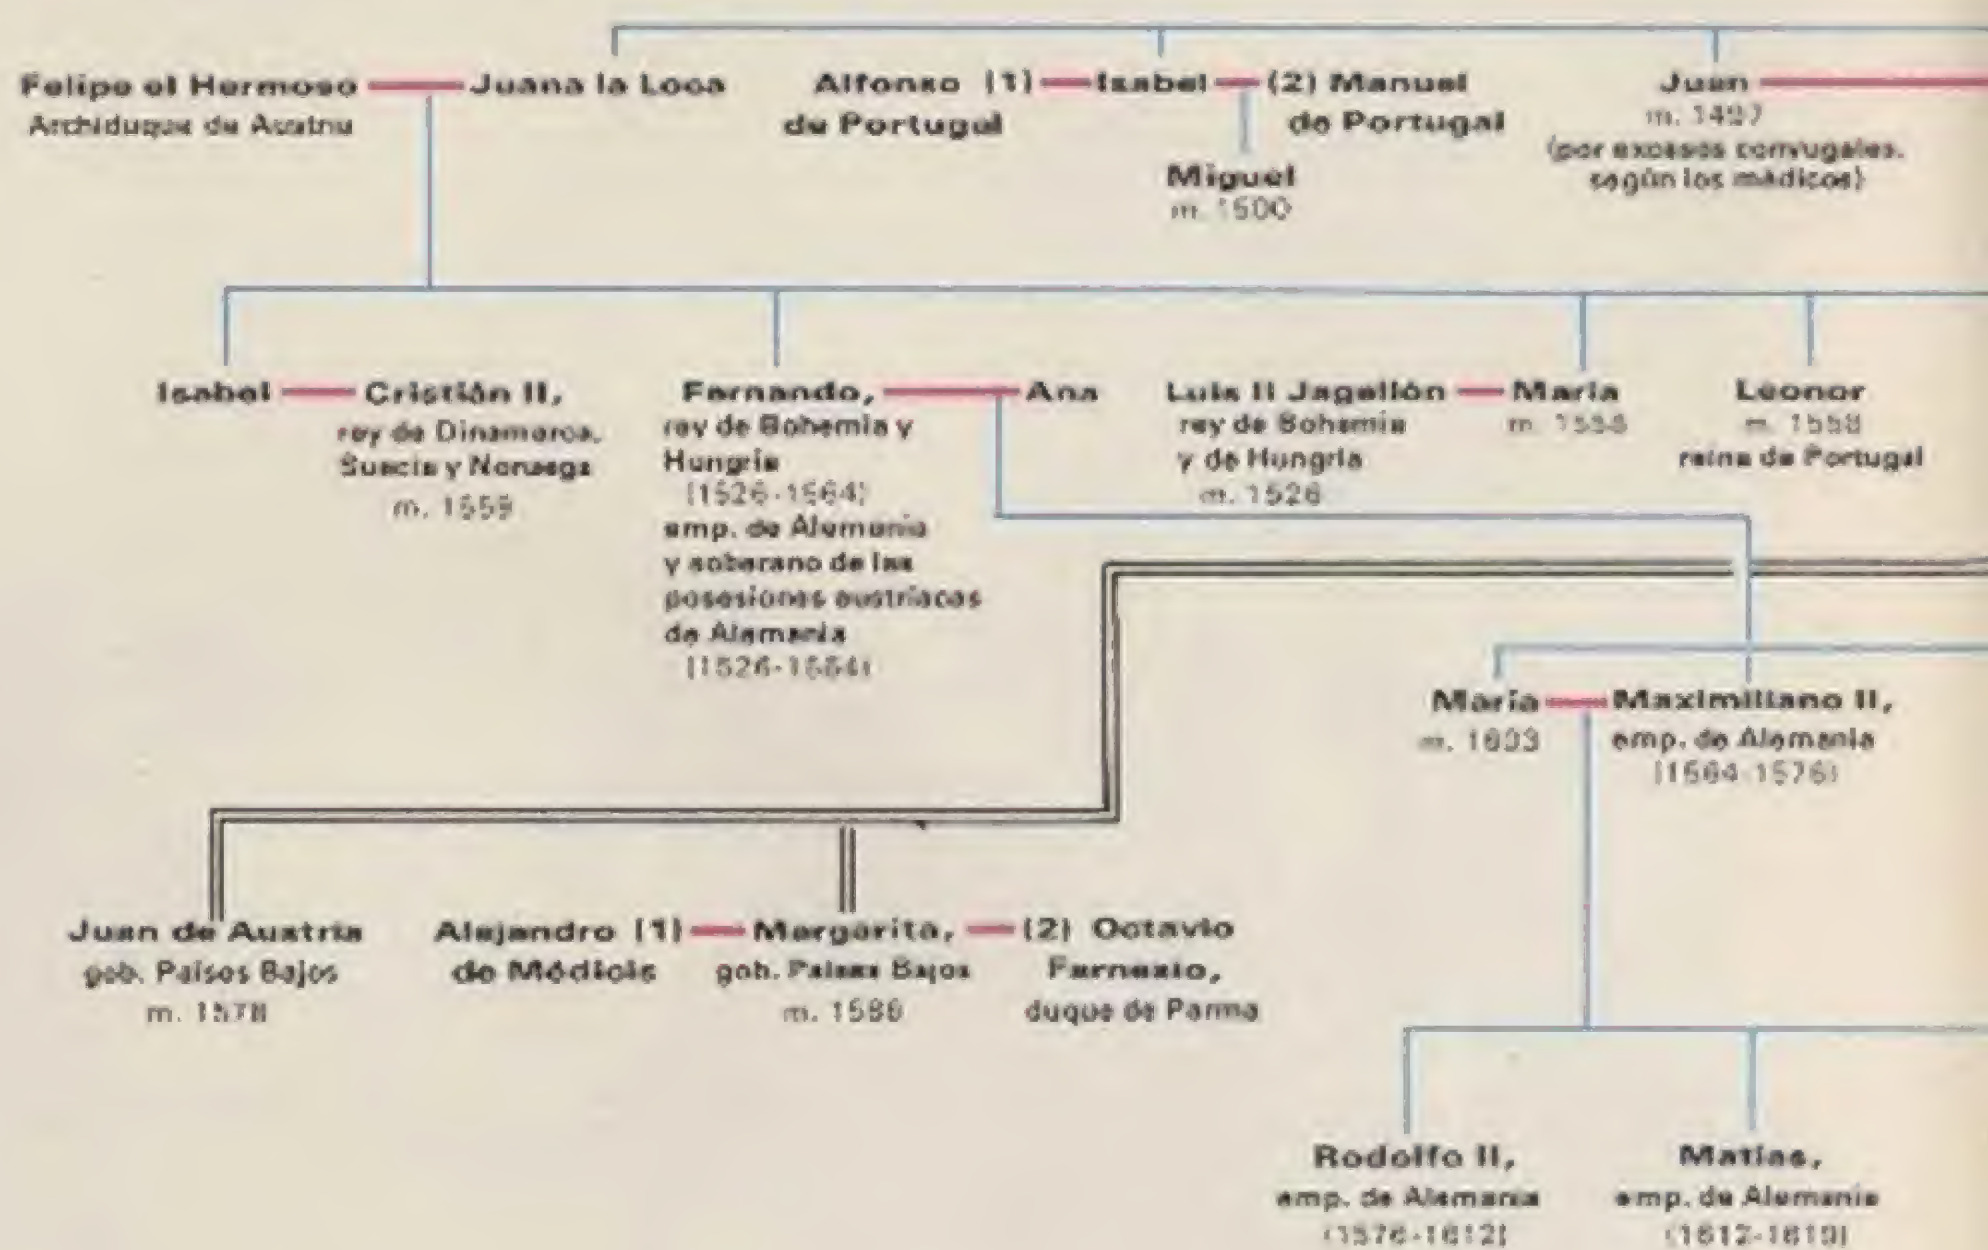 Felipe el Hermoso
Archiduque de Austria
Juana la Loca
Alfonso (1)
de Portugal
Isabel
(2) Manuel
de Portugal
Miguel
m. 1500
Juan
m. 1497
(por excesos conyugales,
según los médicos)
Isabel
Cristián II,
rey de Dinamarca,
Suecia y Noruega
m. 1559
Fernando,
rey de Bohemia y
Hungría
(1526-1564)
emp. de Alemania
y soberano de las
posesiones austríacas
de Alemania
(1526-1564)
Ana
Luis II Jagellón
rey de Bohemia
y de Hungría
m. 1526
María
m.
Leonor
m. 1558
reina de Portugal
María
m.
Maximiliano II,
emp. de Alemania
(1564-1576)
Juan de Austria
gob. Países Bajos
m. 1578
Alejandro (1)
de Médicis
Margarita,
gob. Países Bajos
m. 1586
(2) Octavio
Farnesio,
duque de Parma
Rodolfo II,
emp. de Alemania
(1576-1612)
Matías,
emp. de Alemania
(1612-1619)